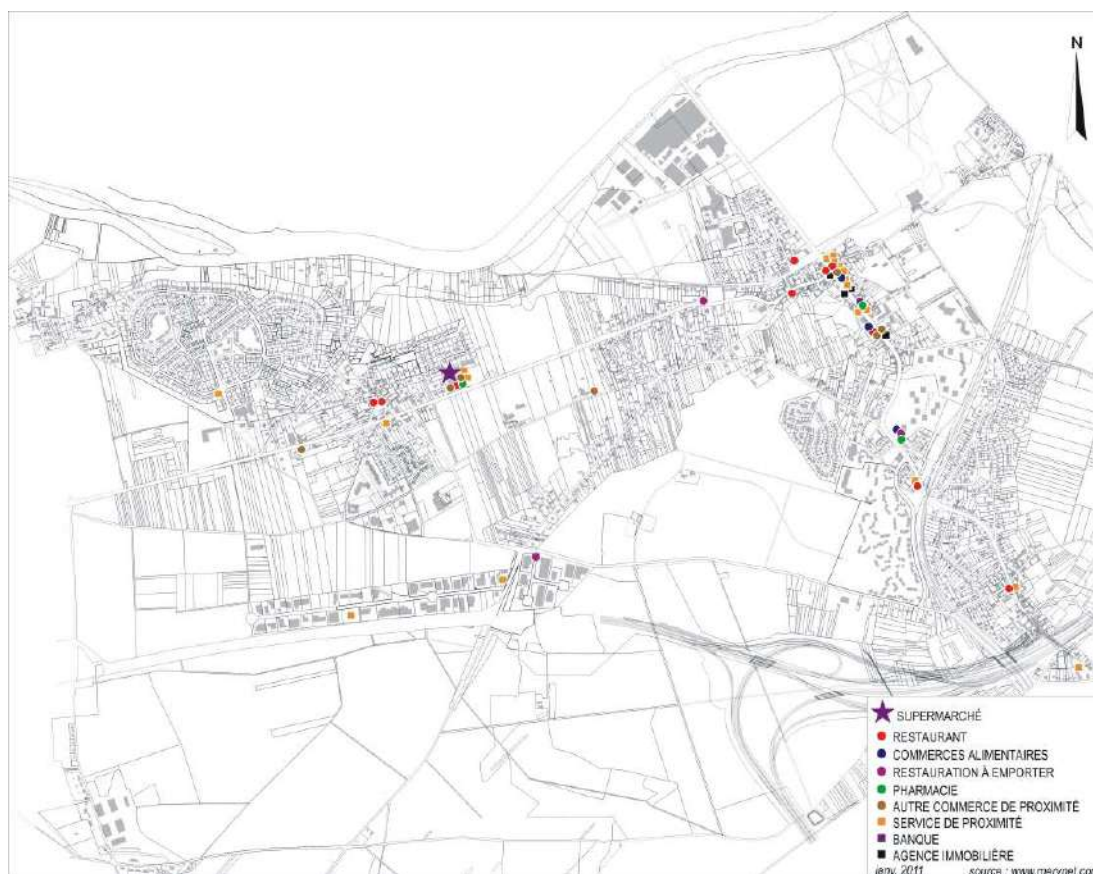 N
SUPERMARCHÉ
RESTAURANT
COMMERCES ALIMENTAIRES
RESTAURATION À EMPORTER
PHARMACIE
AUTRE COMMERCE DE PROXIMITÉ
SERVICE DE PROXIMITÉ
BANQUE
AGENCE IMMOBILIÈRE
janv. 2011 source :